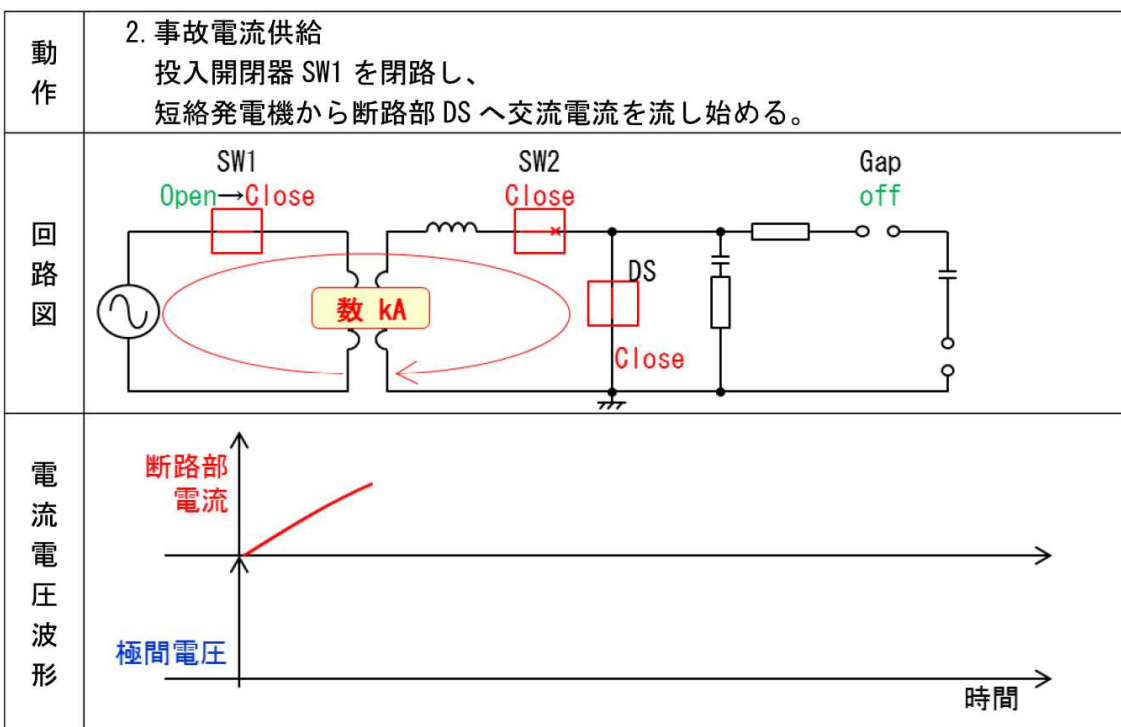 動作
2. 事故電流供給
投入開閉器 SW1 を閉路し、
短絡発電機から断路部 DS へ交流電流を流し始める。
回路図
SW1
Open→Close
SW2
Close
Gap
off
数 kA
DS
Close
電流電圧波形
断路部
電流
極間電圧
時間